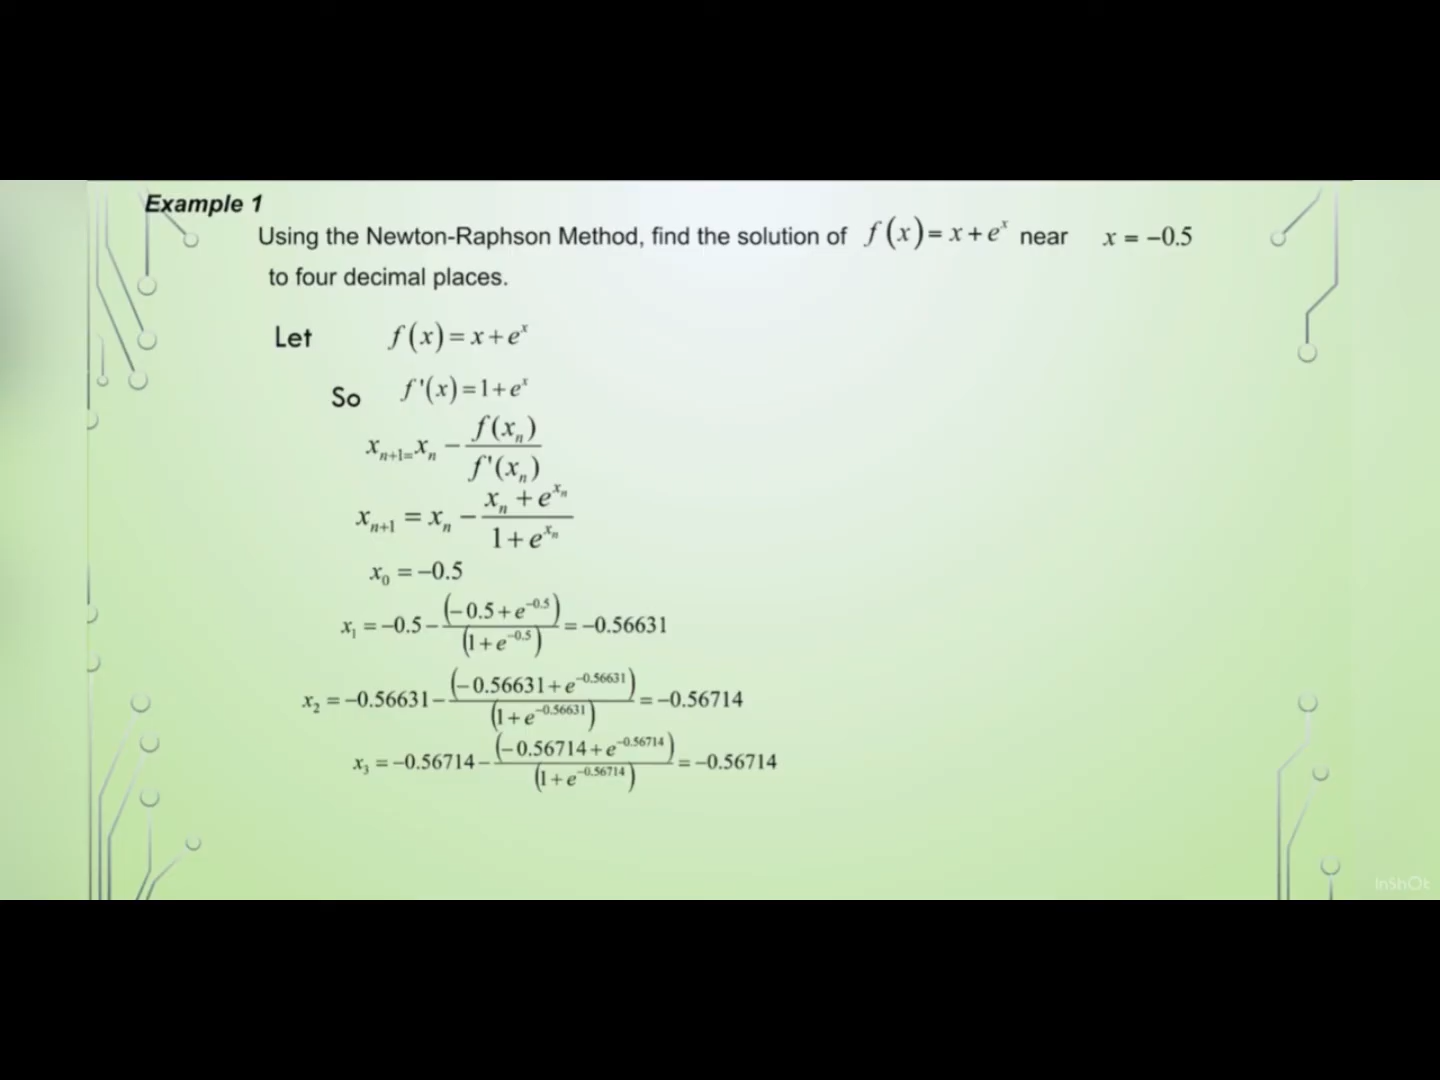 Example 1
Using the Newton-Raphson Method, find the solution of f(x) = x + e^x near x = −0.5
to four decimal places.
Let f(x) = x + e^x
So f'(x) = 1 + e^x
x_{n+1=} x_n − f(x_n) / f'(x_n)
x_{n+1} = x_n − (x_n + e^{x_n}) / (1 + e^{x_n})
x_0 = −0.5
x_1 = −0.5 − (−0.5 + e^{−0.5}) / (1 + e^{−0.5}) = −0.56631
x_2 = −0.56631 − (−0.56631 + e^{−0.56631}) / (1 + e^{−0.56631}) = −0.56714
x_3 = −0.56714 − (−0.56714 + e^{−0.56714}) / (1 + e^{−0.56714}) = −0.56714
InShOt